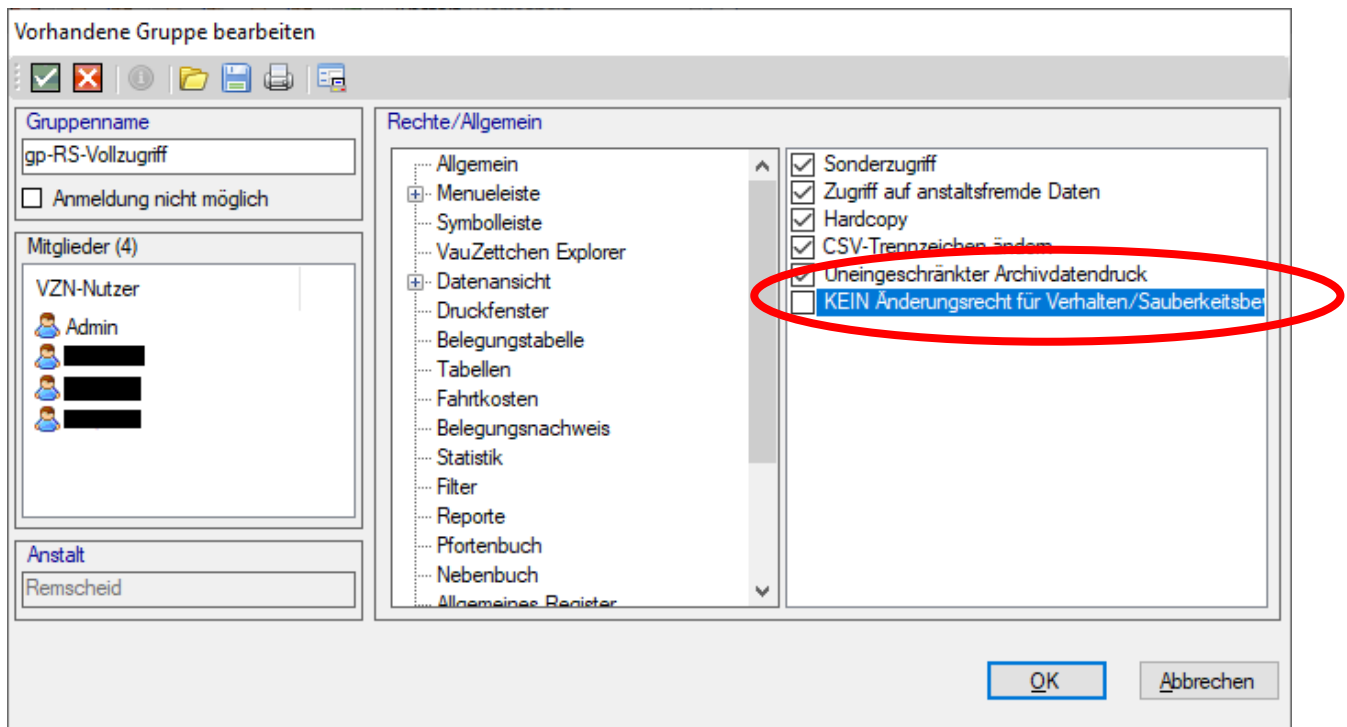 Vorhandene Gruppe bearbeiten
Gruppenname
gp-RS-Vollzugriff
Anmeldung nicht möglich
Mitglieder (4)
VZN-Nutzer
Admin
Anstalt
Remscheid
Rechte/Allgemein
Allgemein
Menueleiste
Symbolleiste
VauZettchen Explorer
Datenansicht
Druckfenster
Belegungstabelle
Tabellen
Fahrtkosten
Belegungsnachweis
Statistik
Filter
Reporte
Pfortenbuch
Nebenbuch
Allgemeines Register
Sonderzugriff
Zugriff auf anstaltsfremde Daten
Hardcopy
CSV-Trennzeichen ändern
Uneingeschränkter Archivdatendruck
KEIN Änderungsrecht für Verhalten/Sauberkeitsbe
OK
Abbrechen